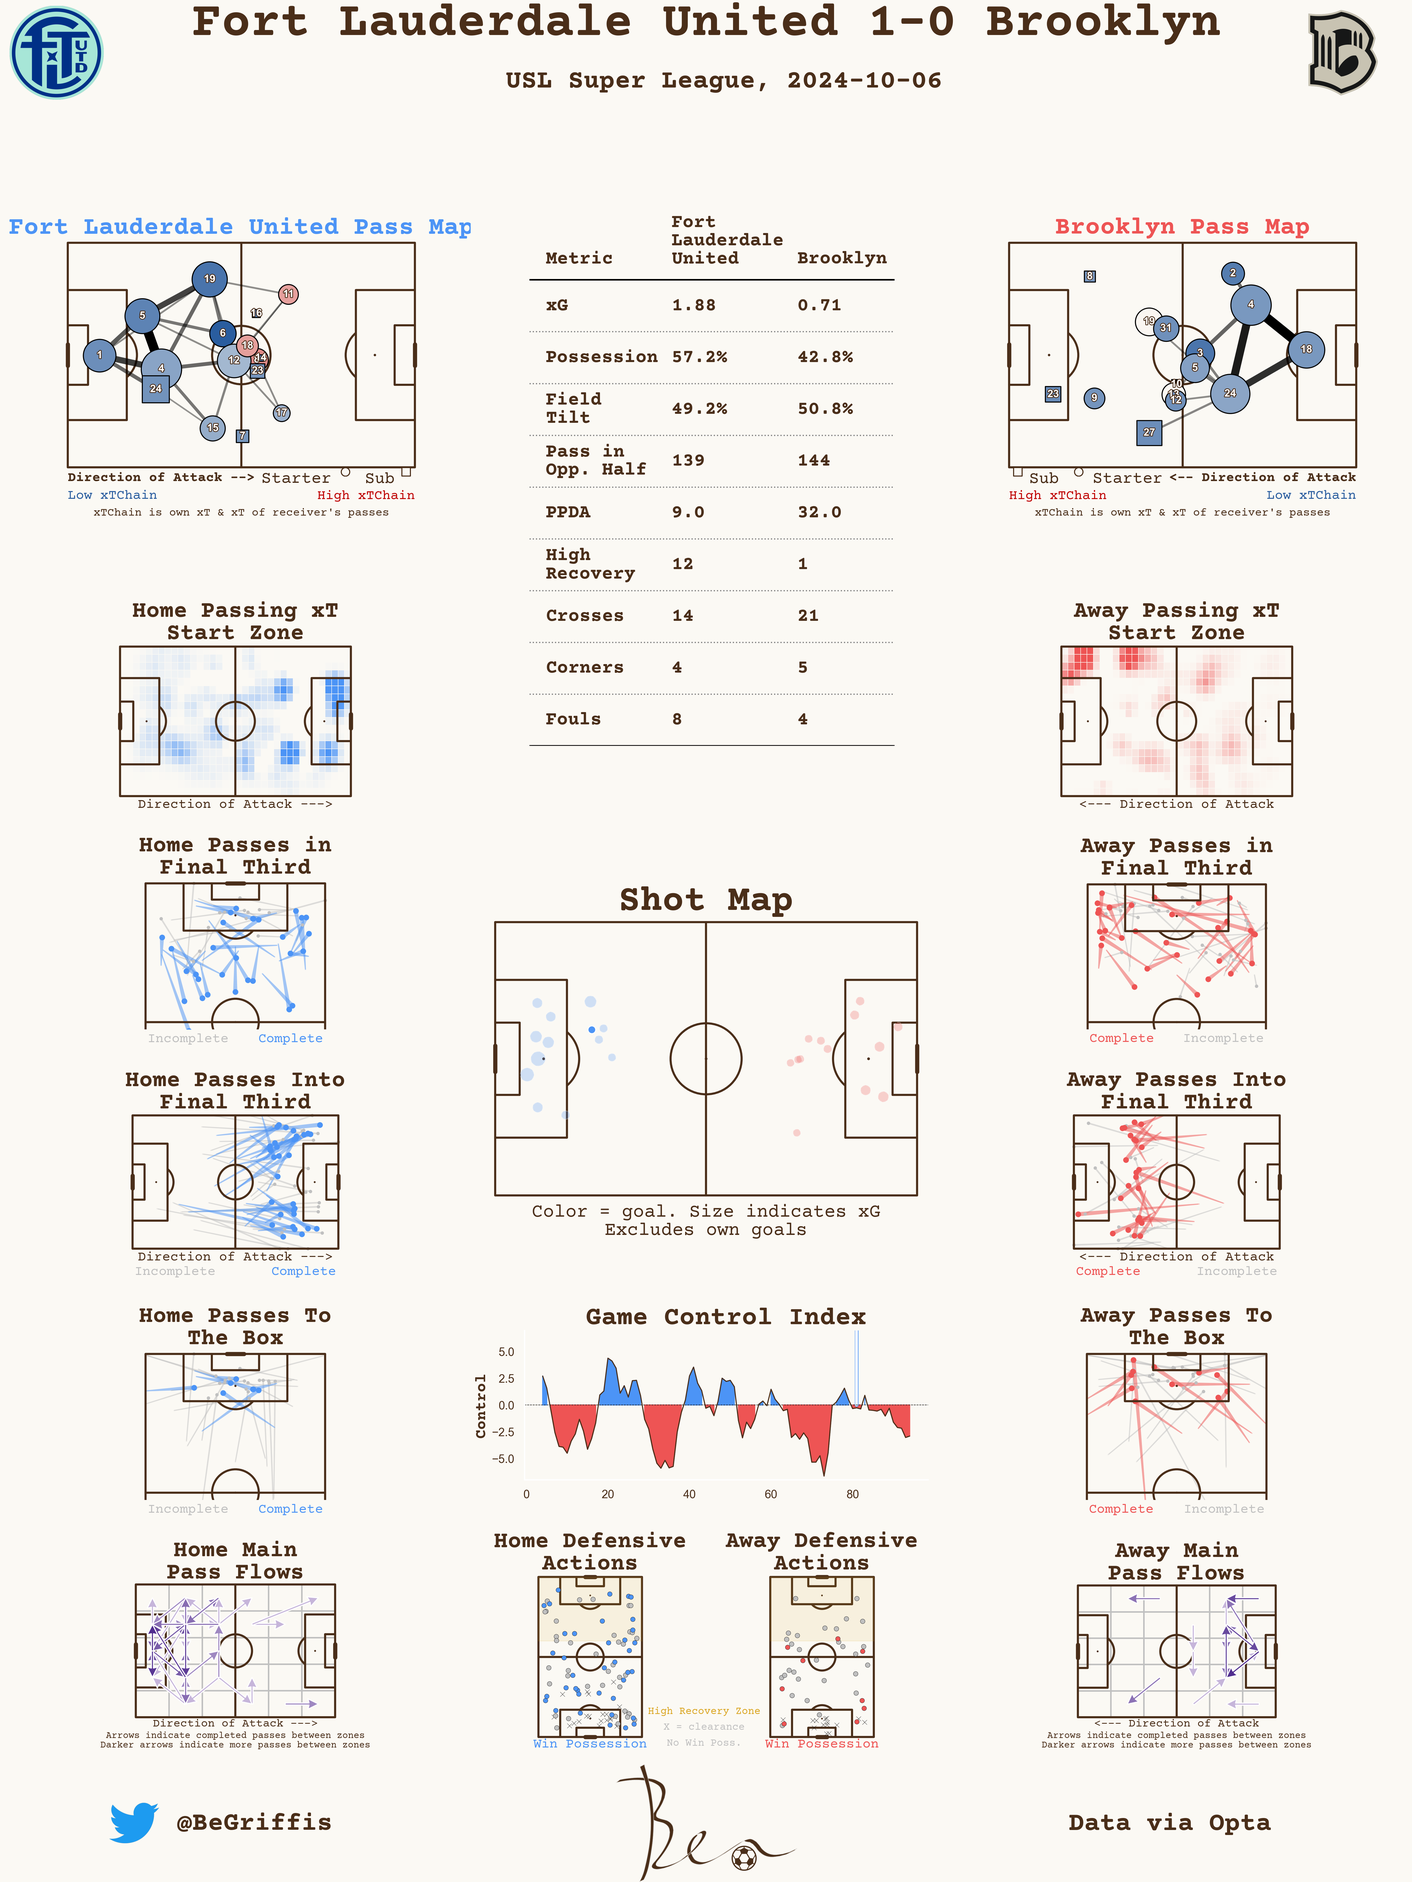 Fort Lauderdale United 1-0 Brooklyn
USL Super League, 2024-10-06
UTD
B
Fort Lauderdale United Pass Map
19
11
16
5
6
18
1
12
14
23
4
24
17
15
7
Direction of Attack --> Starter Sub
Low xTChain High xTChain
xTChain is own xT & xT of receiver's passes
Metric Fort Lauderdale United Brooklyn
xG 1.88 0.71
Possession 57.2% 42.8%
Field Tilt 49.2% 50.8%
Pass in Opp. Half 139 144
PPDA 9.0 32.0
High Recovery 12 1
Crosses 14 21
Corners 4 5
Fouls 8 4
Brooklyn Pass Map
8
2
4
19
31
18
3
5
10
23
9
12
24
27
Sub Starter <-- Direction of Attack
High xTChain Low xTChain
xTChain is own xT & xT of receiver's passes
Home Passing xT
Start Zone
Direction of Attack --->
Away Passing xT
Start Zone
<--- Direction of Attack
Home Passes in
Final Third
Incomplete Complete
Away Passes in
Final Third
Complete Incomplete
Shot Map
Color = goal. Size indicates xG
Excludes own goals
Home Passes Into
Final Third
Direction of Attack --->
Incomplete Complete
Away Passes Into
Final Third
<--- Direction of Attack
Complete Incomplete
Home Passes To
The Box
Incomplete Complete
Game Control Index
Control
5.0
2.5
0.0
−2.5
−5.0
0 20 40 60 80
Away Passes To
The Box
Complete Incomplete
Home Main
Pass Flows
Direction of Attack --->
Arrows indicate completed passes between zones
Darker arrows indicate more passes between zones
Home Defensive
Actions
Win Possession
High Recovery Zone
X = clearance
No Win Poss.
Away Defensive
Actions
Win Possession
Away Main
Pass Flows
<--- Direction of Attack
Arrows indicate completed passes between zones
Darker arrows indicate more passes between zones
@BeGriffis
Ben
Data via Opta